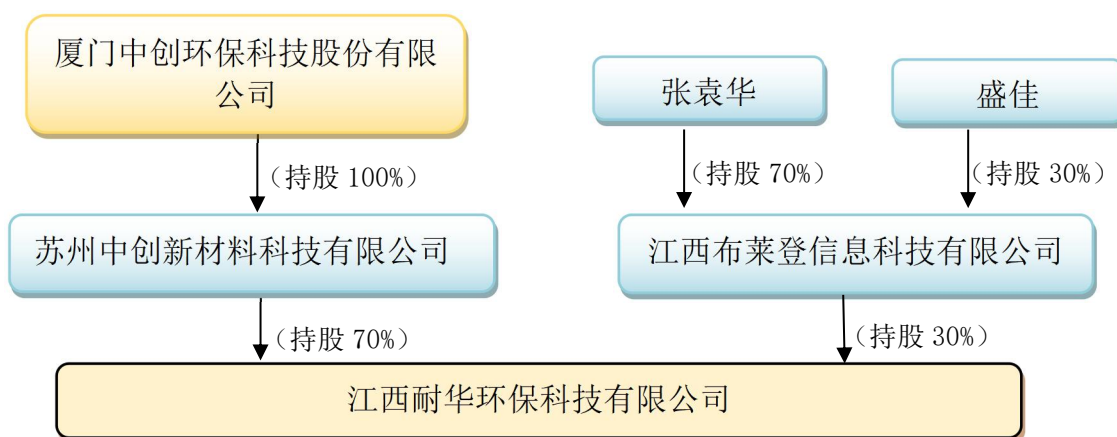 厦门中创环保科技股份有限
公司
张袁华
盛佳
（持股 100%）
（持股 70%）
（持股 30%）
苏州中创新材料科技有限公司
江西布莱登信息科技有限公司
（持股 70%）
（持股 30%）
江西耐华环保科技有限公司